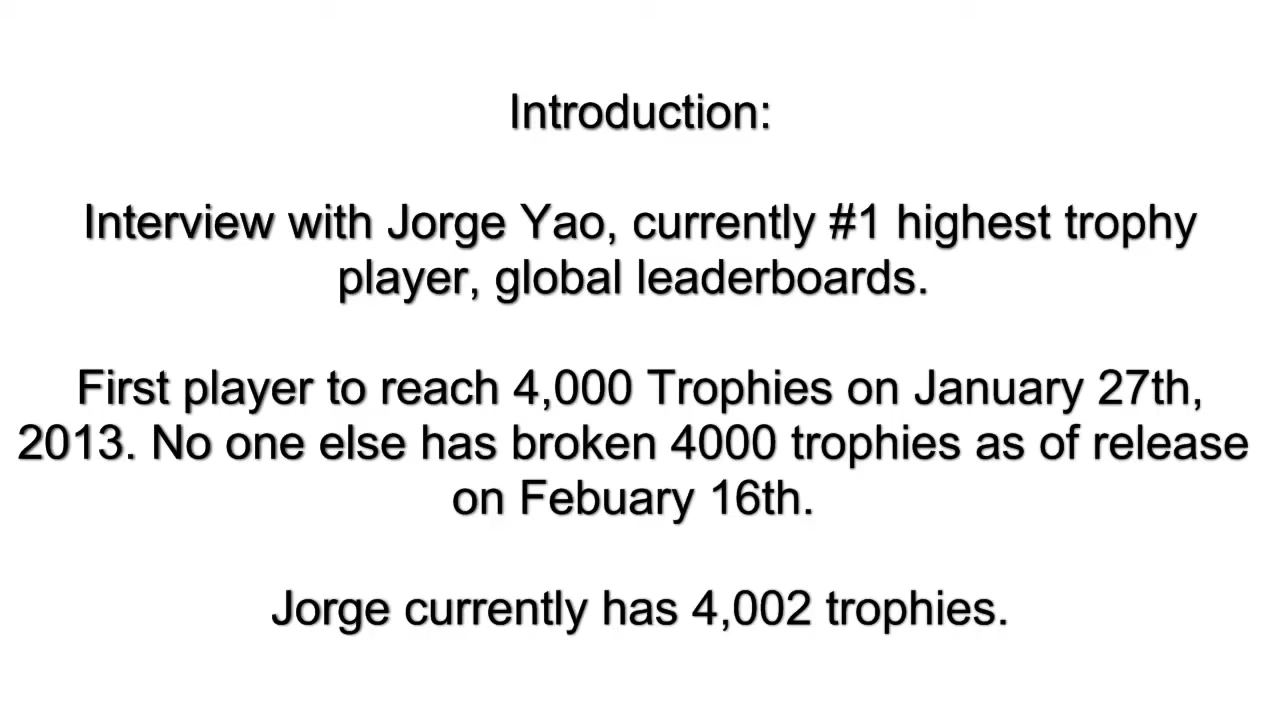 Introduction:
Interview with Jorge Yao, currently #1 highest trophy
player, global leaderboards.
First player to reach 4,000 Trophies on January 27th,
2013. No one else has broken 4000 trophies as of release
on Febuary 16th.
Jorge currently has 4,002 trophies.